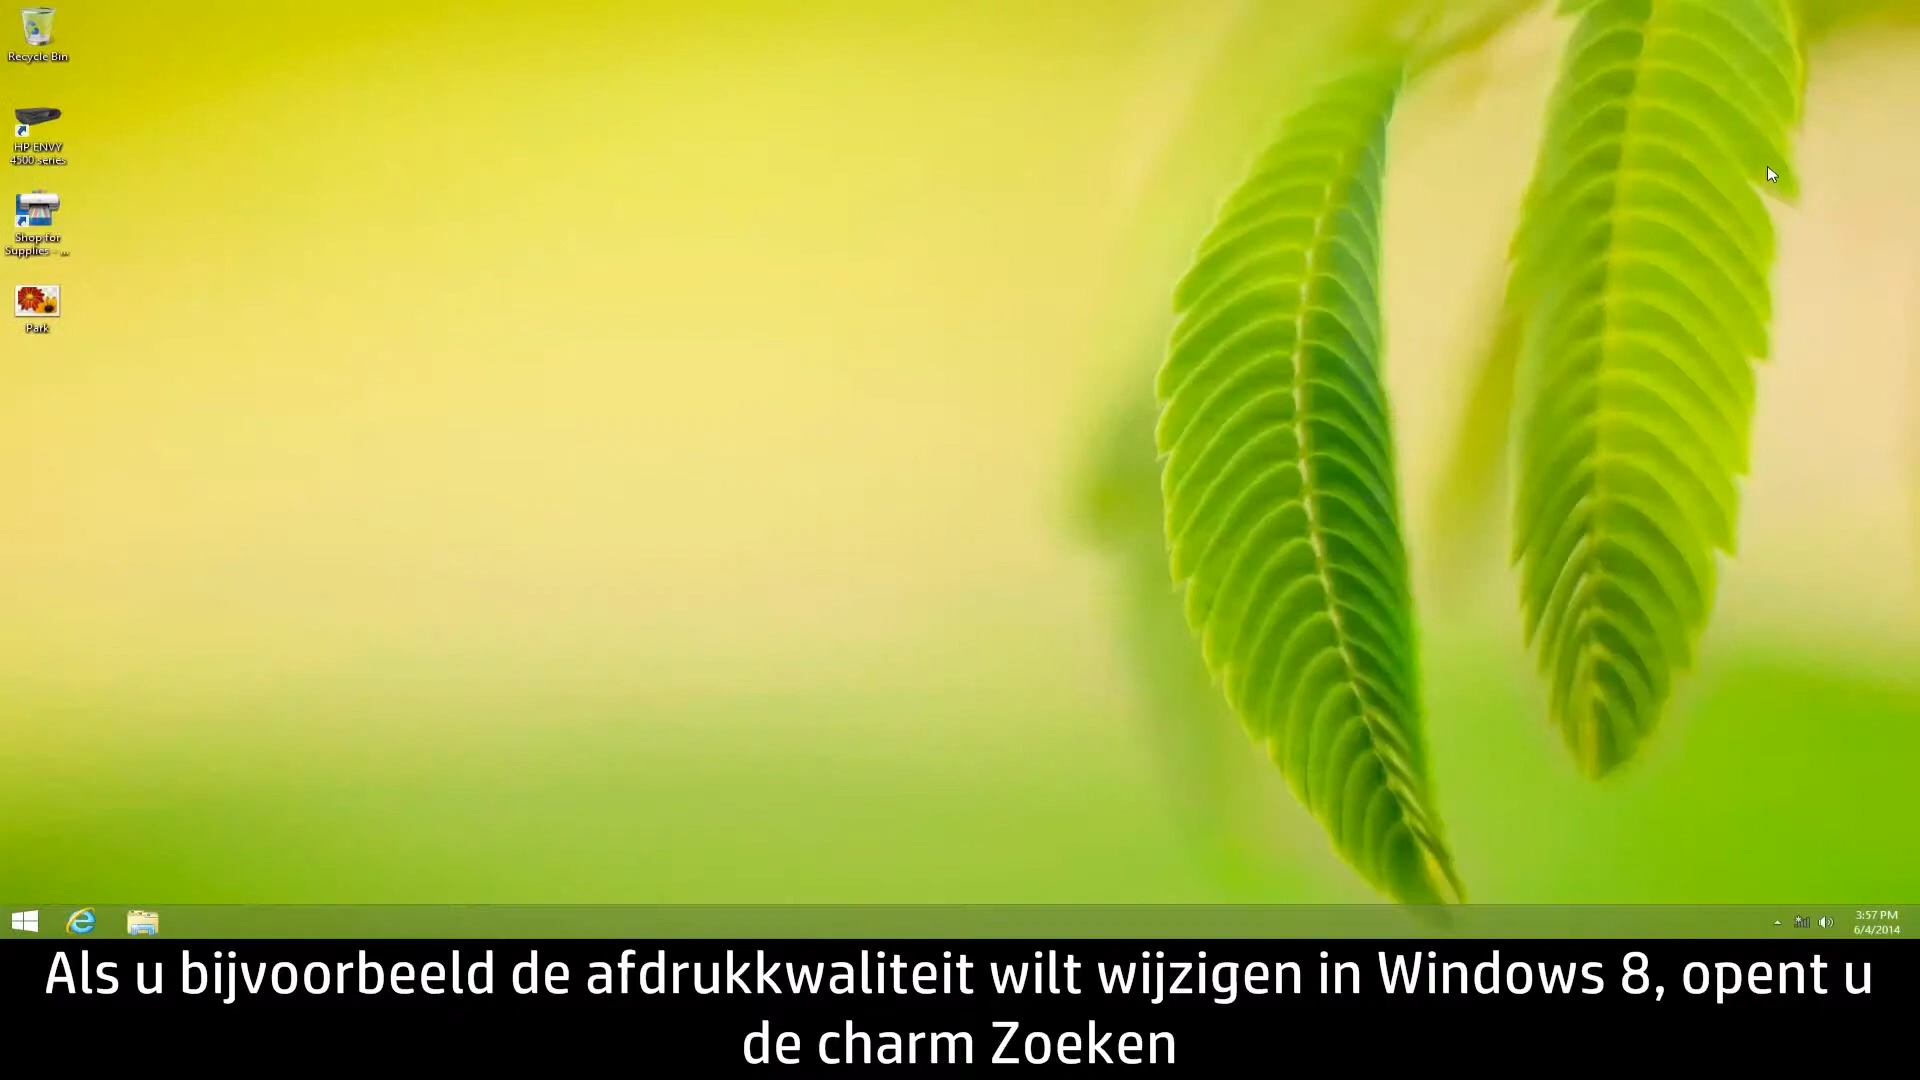 Recycle Bin
HP ENVY
4500 series
Shop for
Supplies - ...
Park
3:57 PM
6/4/2014
Als u bijvoorbeeld de afdrukkwaliteit wilt wijzigen in Windows 8, opent u
de charm Zoeken